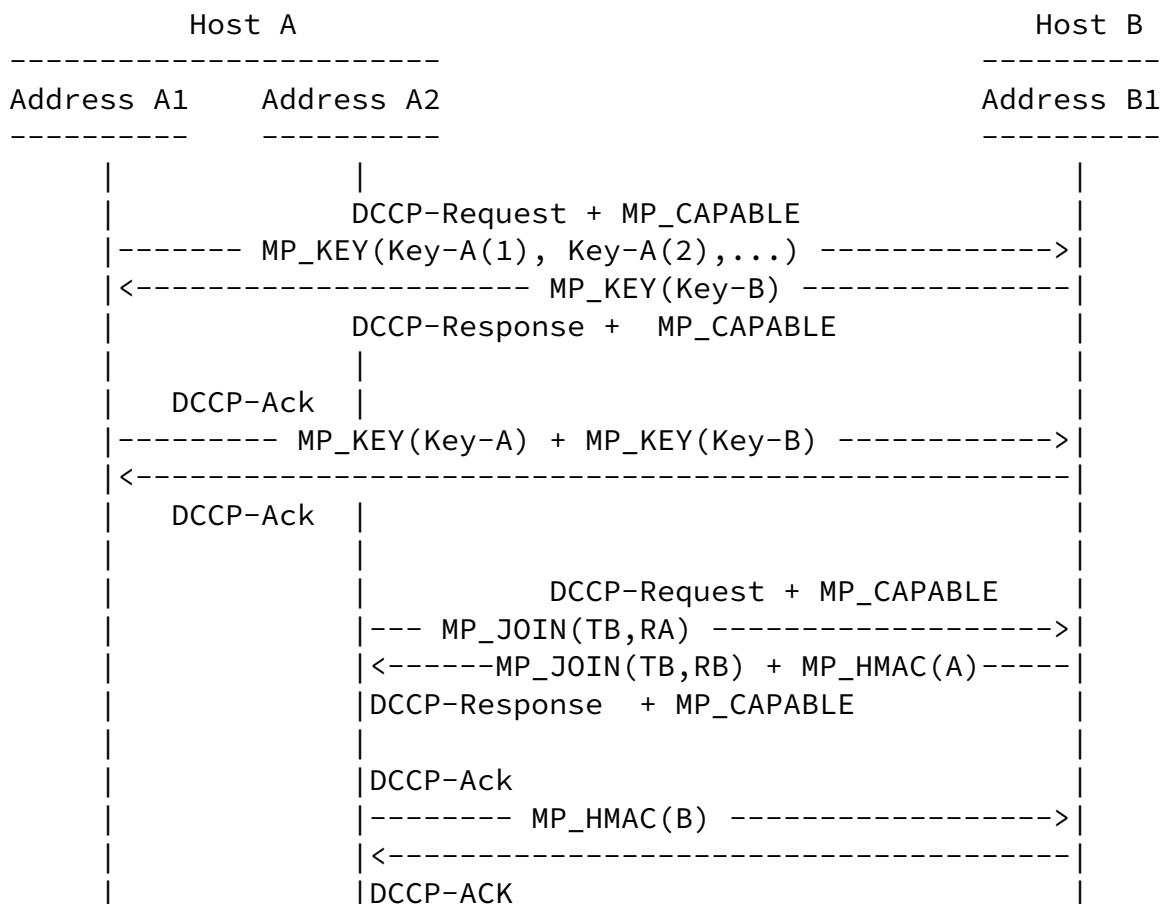 Host A                                         Host B
------------------------                              ----------
Address A1    Address A2                              Address B1
----------    ----------                              ----------
     |             |                                       |
     |             DCCP-Request + MP_CAPABLE               |
     |------- MP_KEY(Key-A(1), Key-A(2),...) ------------->|
     |<---------------------- MP_KEY(Key-B) ---------------|
     |             DCCP-Response +  MP_CAPABLE             |
     |             |                                       |
     |   DCCP-Ack  |                                       |
     |--------- MP_KEY(Key-A) + MP_KEY(Key-B) ------------>|
     |<----------------------------------------------------|
     |   DCCP-Ack  |                                       |
     |             |                                       |
     |             |          DCCP-Request + MP_CAPABLE    |
     |             |--- MP_JOIN(TB,RA) ------------------->|
     |             |<------MP_JOIN(TB,RB) + MP_HMAC(A)-----|
     |             |DCCP-Response  + MP_CAPABLE            |
     |             |                                       |
     |             |DCCP-Ack                               |
     |             |-------- MP_HMAC(B) ------------------>|
     |             |<--------------------------------------|
     |             |DCCP-ACK                               |